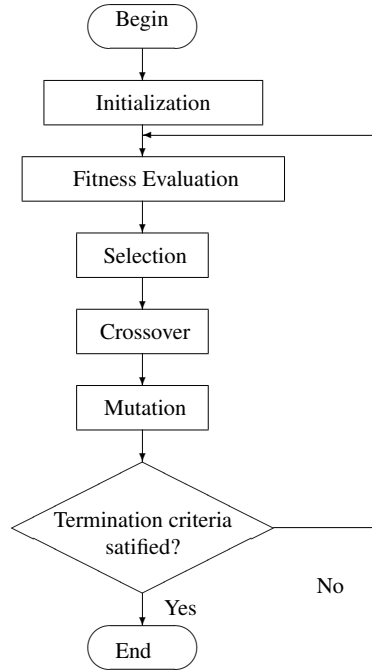 Begin
Initialization
Fitness Evaluation
Selection
Crossover
Mutation
Termination criteria
satified?
No
Yes
End